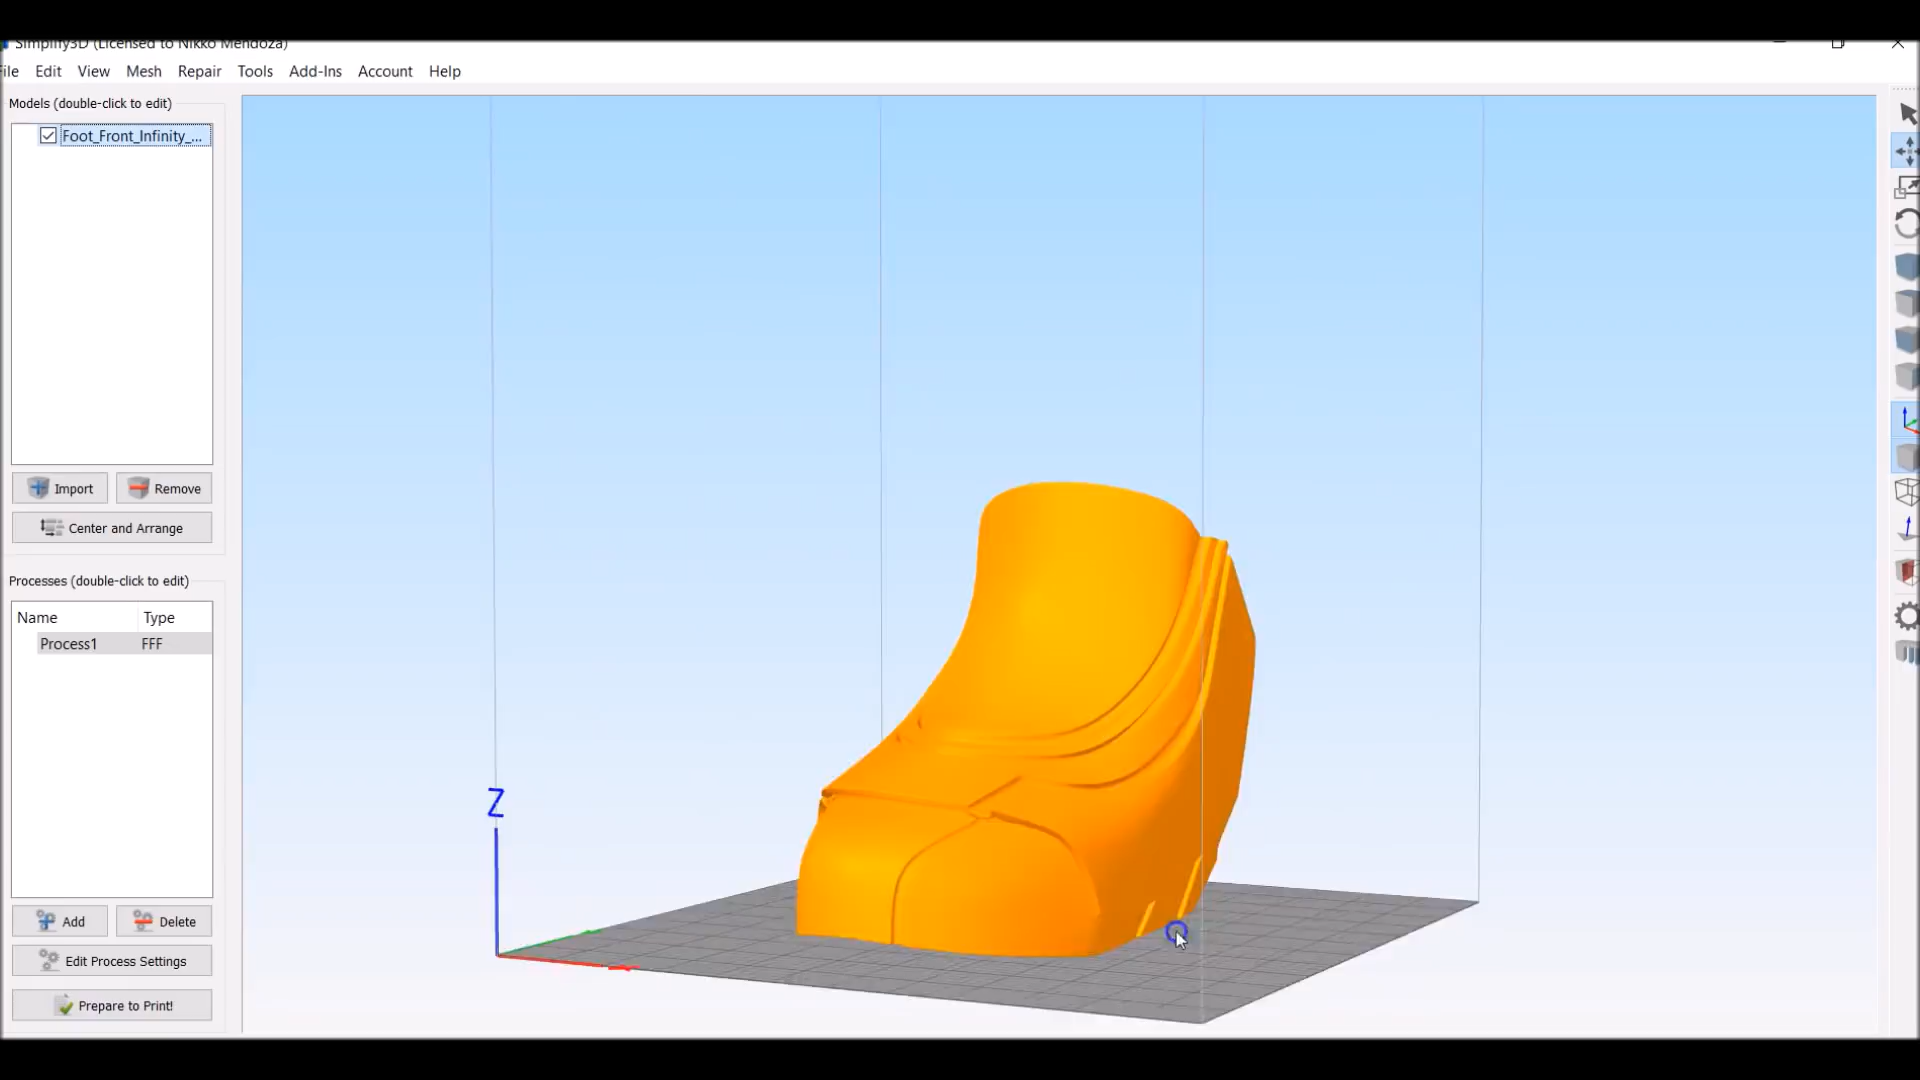 Simplify3D (Licensed to Nikko Mendoza)
File Edit View Mesh Repair Tools Add-Ins Account Help
Models (double-click to edit)
Foot_Front_Infinity_...
Import Remove
Center and Arrange
Processes (double-click to edit)
Name Type
Process1 FFF
Add Delete
Edit Process Settings
Prepare to Print!
Z